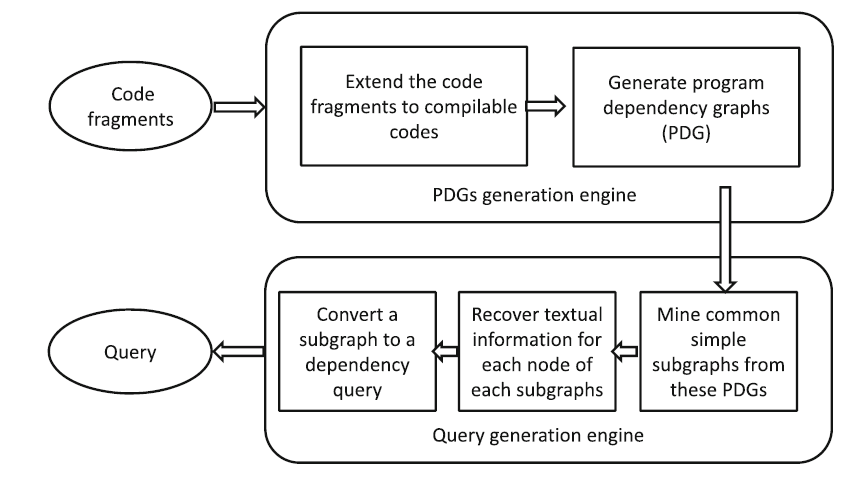 Code
fragments
Extend the code
fragments to compilable
codes
Generate program
dependency graphs
(PDG)
PDGs generation engine
Query
Convert a
subgraph to a
dependency
query
Recover textual
information for
each node of
each subgraphs
Mine common
simple
subgraphs from
these PDGs
Query generation engine